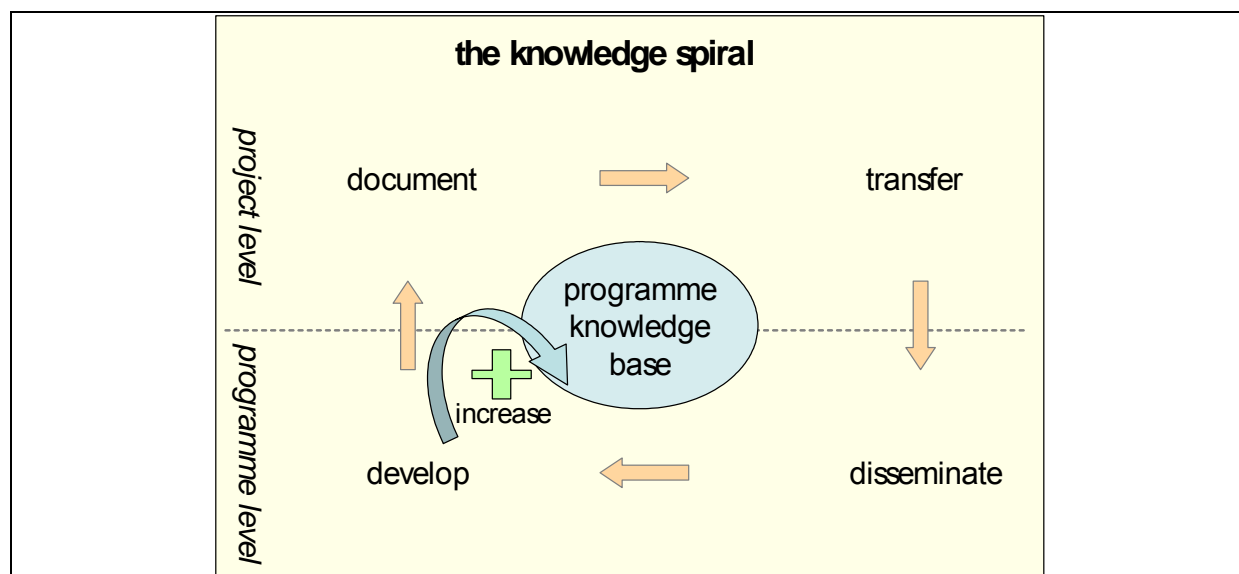 the knowledge spiral
project level
document
transfer
programme
knowledge
base
increase
programme level
develop
disseminate